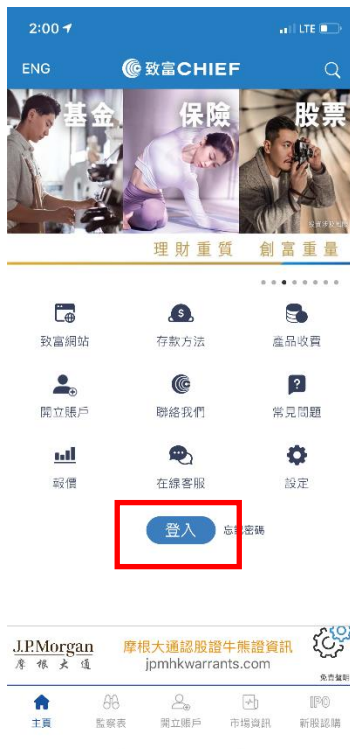 2:00
LTE
ENG
致富CHIEF
基金
保險
股票
理財重質 創富重量
致富網站
存款方法
產品收費
開立賬戶
聯絡我們
常見問題
報價
在線客服
設定
登入
忘記密碼
J.P.Morgan
摩根大通
摩根大通認股證牛熊證資訊
jpmhkwarrants.com
免責聲明
主頁
監察表
開立賬戶
市場資訊
IPO
新股認購